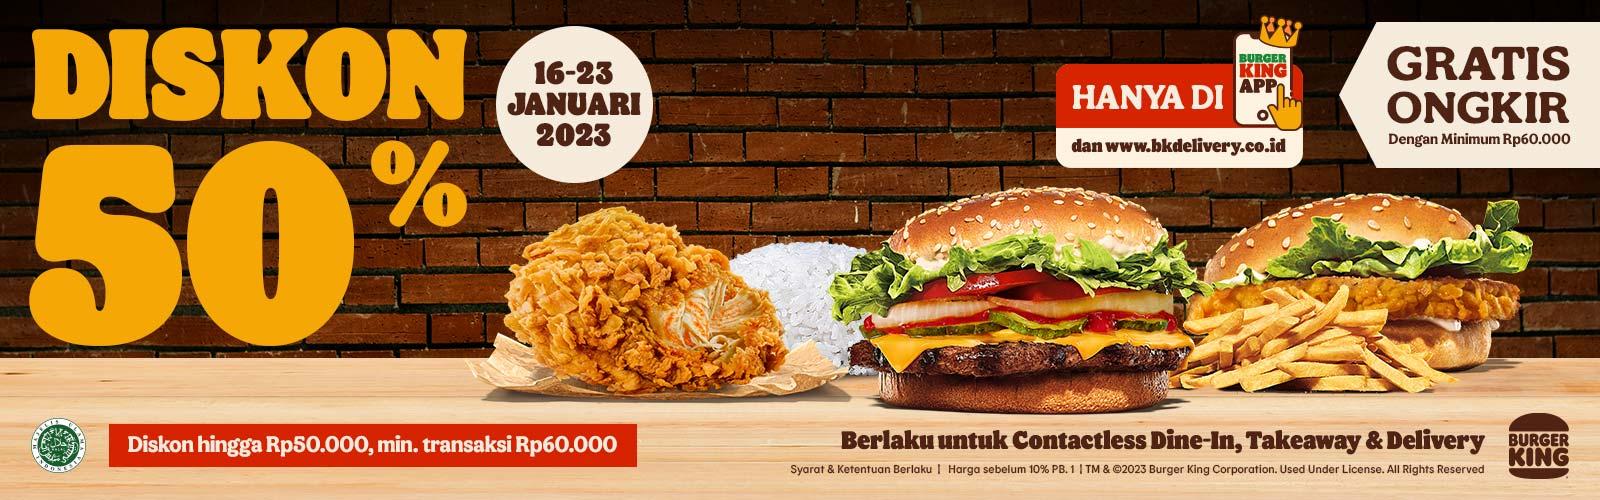 DISKON
50%
16-23
JANUARI
2023
HANYA DI
BURGER
KING
APP
dan www.bkdelivery.co.id
GRATIS
ONGKIR
Dengan Minimum Rp60.000
MAJELIS ULAMA
INDONESIA
Diskon hingga Rp50.000, min. transaksi Rp60.000
Berlaku untuk Contactless Dine-In, Takeaway & Delivery
Syarat & Ketentuan Berlaku | Harga sebelum 10% PB. 1 | TM & ©2023 Burger King Corporation. Used Under License. All Rights Reserved
BURGER
KING